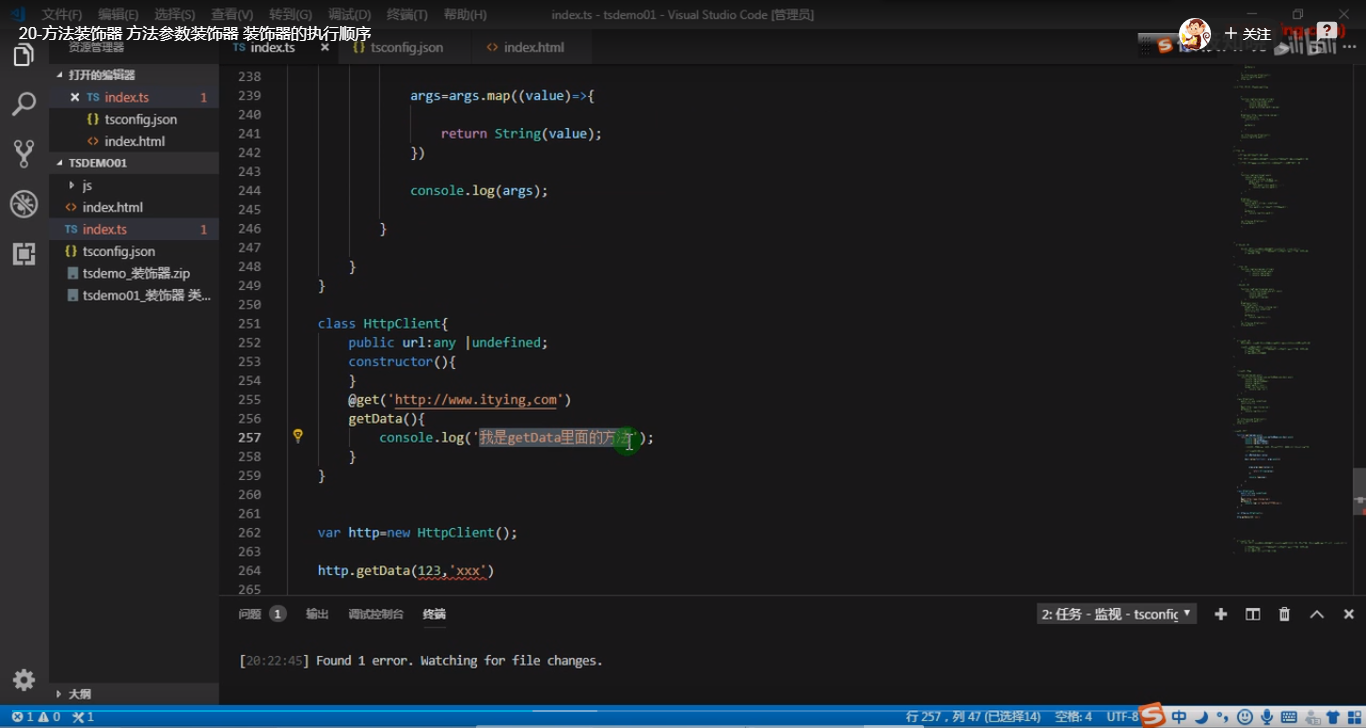 文件(F) 编辑(E) 选择(S) 查看(V) 转到(G) 调试(D) 终端(T) 帮助(H) index.ts - tsdemo01 - Visual Studio Code [管理员]
20-方法装饰器 方法参数装饰器 装饰器的执行顺序
+ 关注
资源管理器
TS index.ts × {} tsconfig.json <> index.html
打开的编辑器
× TS index.ts 1
{} tsconfig.json
<> index.html
TSDEMO01
js
<> index.html
TS index.ts 1
{} tsconfig.json
tsdemo_装饰器.zip
tsdemo01_装饰器 类...
大纲
238
239 args=args.map((value)=>{
240
241 return String(value);
242 })
243
244 console.log(args);
245
246 }
247
248 }
249 }
250
251 class HttpClient{
252 public url:any |undefined;
253 constructor(){
254 }
255 @get('http://www.itying,com')
256 getData(){
257 console.log('我是getData里面的方法');
258 }
259 }
260
261
262 var http=new HttpClient();
263
264 http.getData(123,'xxx')
265
问题 1 输出 调试控制台 终端 2: 任务 - 监视 - tsconfig
[20:22:45] Found 1 error. Watching for file changes.
1 0 1 行 257，列 47 (已选择14) 空格: 4 UTF-8 中